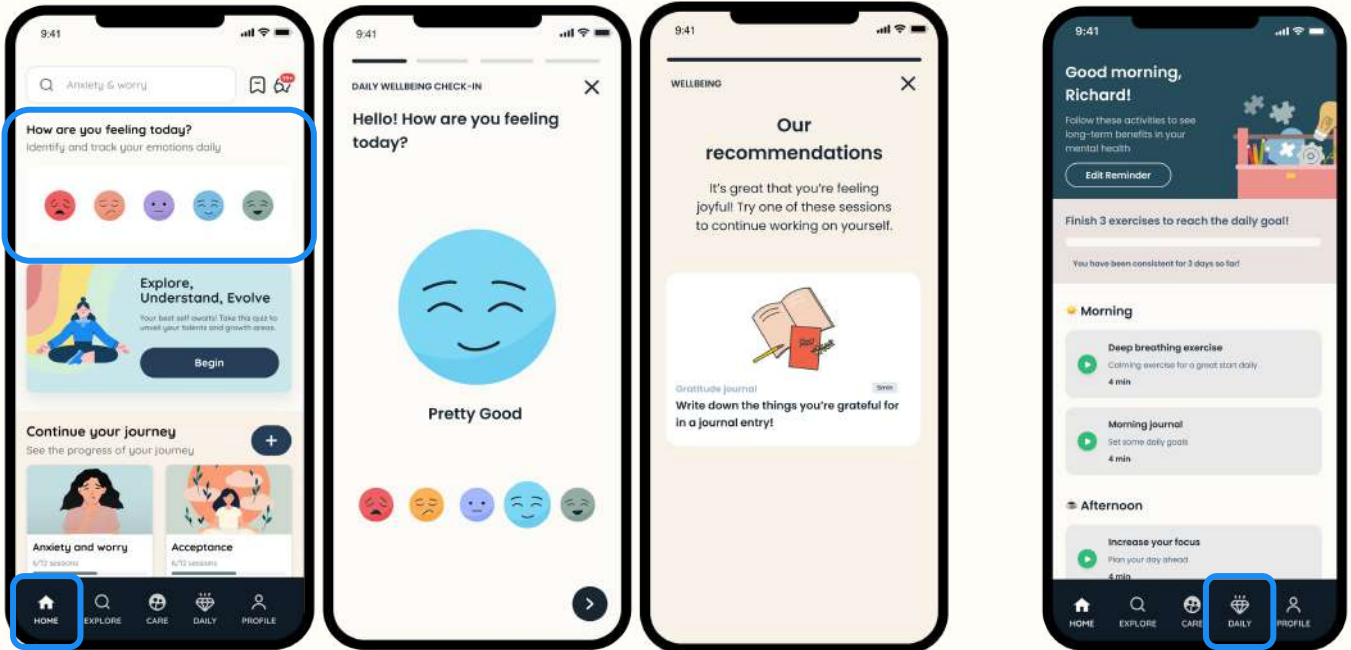 9:41
Anxiety & worry
99+
How are you feeling today?
Identify and track your emotions daily
Explore,
Understand, Evolve
Your best self awaits! Take this quiz to
unveil your talents and growth areas.
Begin
Continue your journey
See the progress of your journey
+
Anxiety and worry
6/12 sessions
Acceptance
6/12 sessions
HOME
EXPLORE
CARE
DAILY
PROFILE
9:41
DAILY WELLBEING CHECK-IN
Hello! How are you feeling
today?
Pretty Good
9:41
WELLBEING
Our
recommendations
It's great that you're feeling
joyful! Try one of these sessions
to continue working on yourself.
Gratitude journal
5min
Write down the things you're grateful for
in a journal entry!
9:41
Good morning,
Richard!
Follow these activities to see
long-term benefits in your
mental health
Edit Reminder
Finish 3 exercises to reach the daily goal!
You have been consistent for 3 days so far!
Morning
Deep breathing exercise
Calming exercise for a great start daily
4 min
Morning journal
Set some daily goals
4 min
Afternoon
Increase your focus
Plan your day ahead
4 min
HOME
EXPLORE
CARE
DAILY
PROFILE